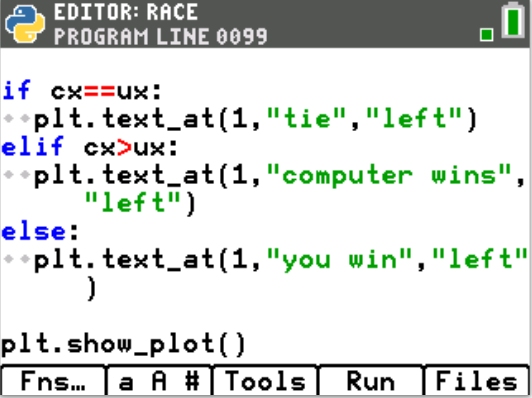 EDITOR: RACE
PROGRAM LINE 0099
if cx==ux:
◆◆plt.text_at(1,"tie","left")
elif cx>ux:
◆◆plt.text_at(1,"computer wins",
"left")
else:
◆◆plt.text_at(1,"you win","left"
)
plt.show_plot()
Fns… a A # Tools Run Files